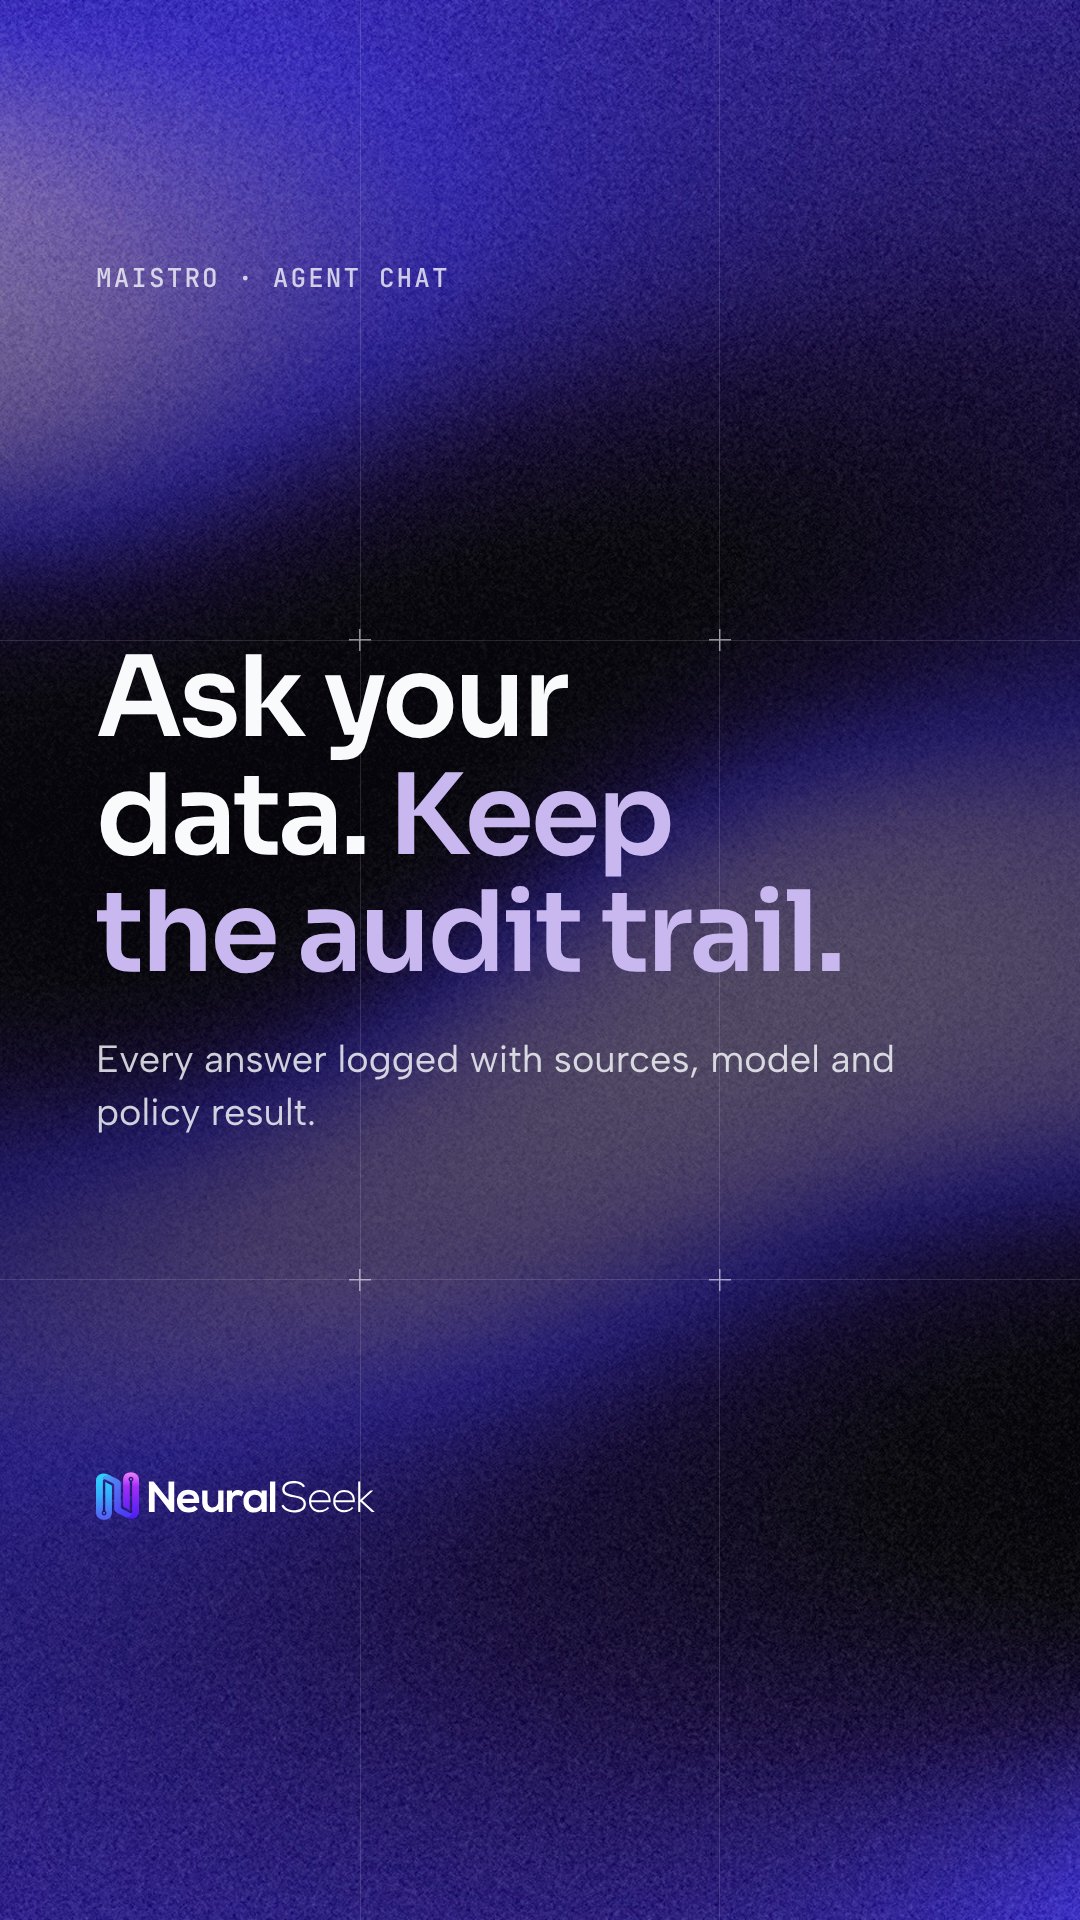 MAISTRO · AGENT CHAT
Ask your
data. Keep
the audit trail.
Every answer logged with sources, model and
policy result.
NeuralSeek